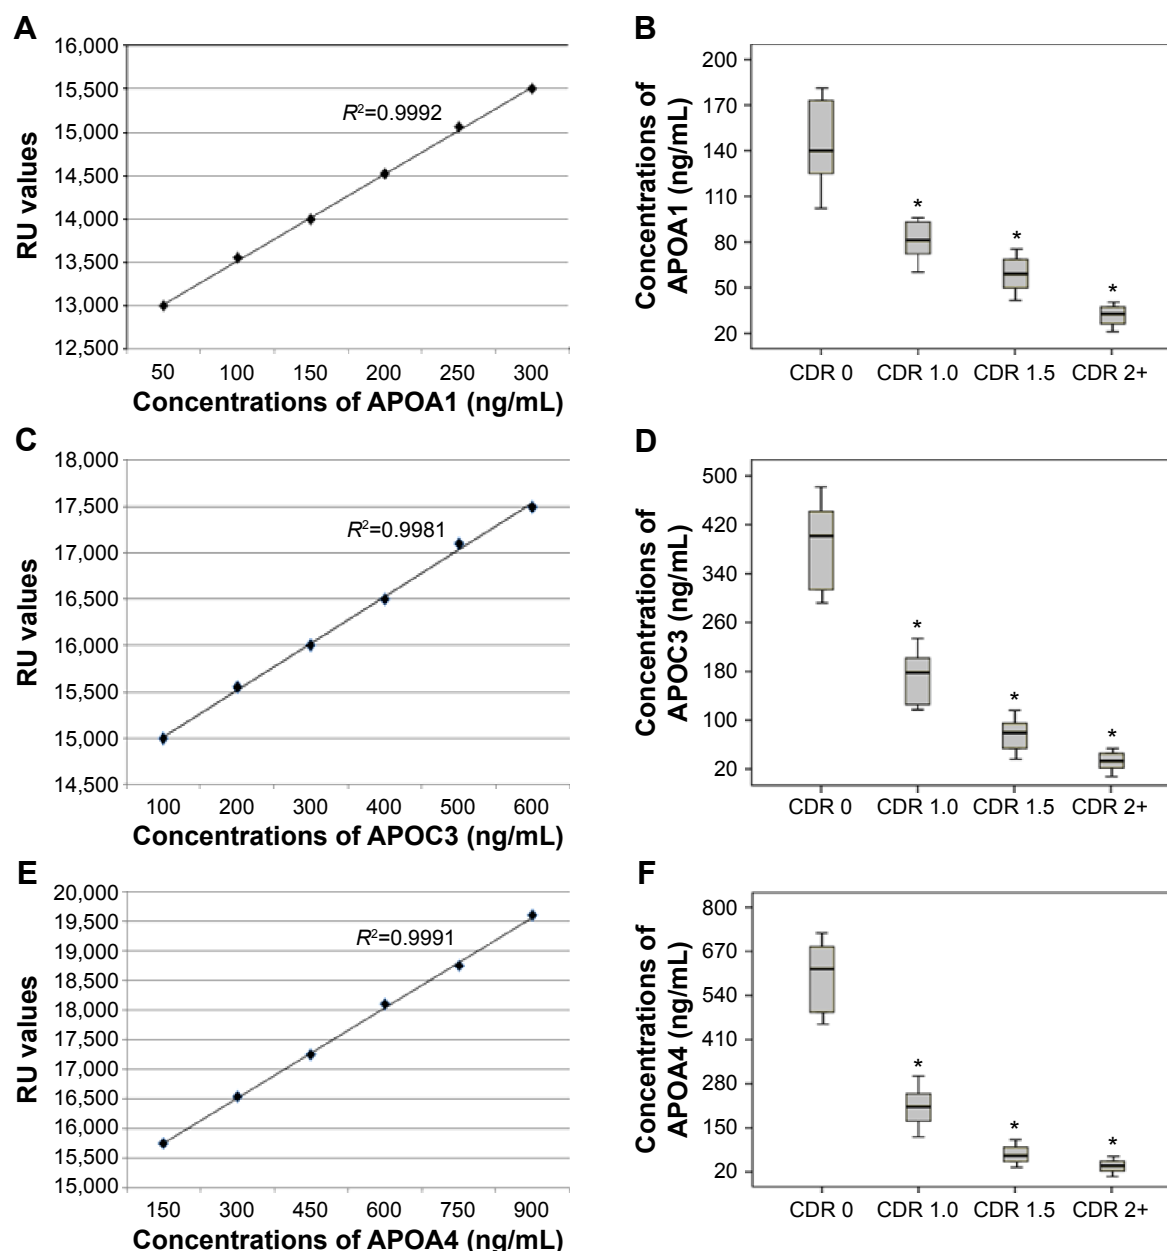 A
16,000
15,500
15,000
14,500
14,000
13,500
13,000
12,500
RU values
R²=0.9992
50 100 150 200 250 300
Concentrations of APOA1 (ng/mL)
B
200
170
140
110
80
50
20
Concentrations of
APOA1 (ng/mL)
*
*
*
CDR 0 CDR 1.0 CDR 1.5 CDR 2+
C
18,000
17,500
17,000
16,500
16,000
15,500
15,000
14,500
RU values
R²=0.9981
100 200 300 400 500 600
Concentrations of APOC3 (ng/mL)
D
500
420
340
260
180
100
20
Concentrations of
APOC3 (ng/mL)
*
*
*
CDR 0 CDR 1.0 CDR 1.5 CDR 2+
E
20,000
19,500
19,000
18,500
18,000
17,500
17,000
16,500
16,000
15,500
15,000
RU values
R²=0.9991
150 300 450 600 750 900
Concentrations of APOA4 (ng/mL)
F
800
670
540
410
280
150
20
Concentrations of
APOA4 (ng/mL)
*
*
*
CDR 0 CDR 1.0 CDR 1.5 CDR 2+